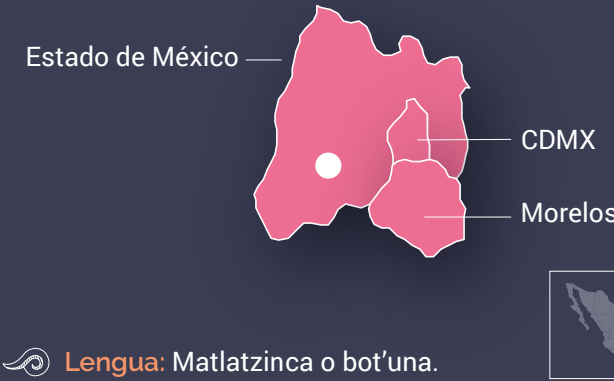 Estado de México
CDMX
Morelos
Lengua: Matlatzinca o bot’una.